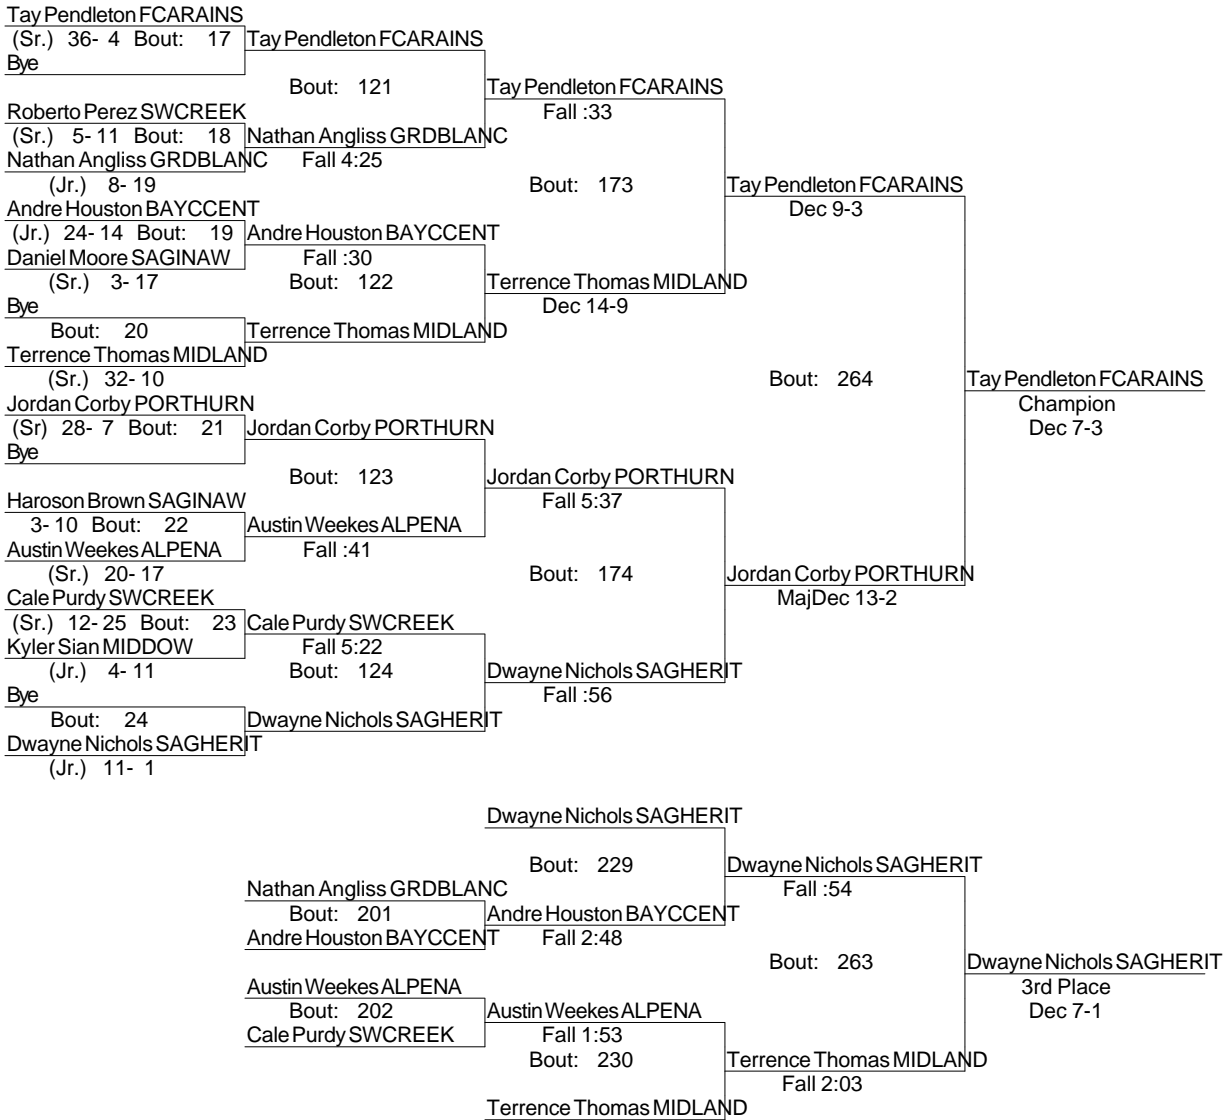 Tay Pendleton FCARAINS
(Sr.) 36- 4 Bout: 17
Tay Pendleton FCARAINS
Bye
Bout: 121
Tay Pendleton FCARAINS
Roberto Perez SWCREEK
Fall :33
(Sr.) 5- 11 Bout: 18
Nathan Angliss GRDBLANC
Nathan Angliss GRDBLANC
Fall 4:25
(Jr.) 8- 19
Bout: 173
Tay Pendleton FCARAINS
Andre Houston BAYCCENT
Dec 9-3
(Jr.) 24- 14 Bout: 19
Andre Houston BAYCCENT
Daniel Moore SAGINAW
Fall :30
(Sr.) 3- 17
Bout: 122
Terrence Thomas MIDLAND
Bye
Dec 14-9
Bout: 20
Terrence Thomas MIDLAND
Terrence Thomas MIDLAND
(Sr.) 32- 10
Bout: 264
Tay Pendleton FCARAINS
Jordan Corby PORTHURN
Champion
(Sr) 28- 7 Bout: 21
Jordan Corby PORTHURN
Dec 7-3
Bye
Bout: 123
Jordan Corby PORTHURN
Haroson Brown SAGINAW
Fall 5:37
3- 10 Bout: 22
Austin Weekes ALPENA
Austin Weekes ALPENA
Fall :41
(Sr.) 20- 17
Bout: 174
Jordan Corby PORTHURN
Cale Purdy SWCREEK
MajDec 13-2
(Sr.) 12- 25 Bout: 23
Cale Purdy SWCREEK
Kyler Sian MIDDOW
Fall 5:22
(Jr.) 4- 11
Bout: 124
Dwayne Nichols SAGHERIT
Bye
Fall :56
Bout: 24
Dwayne Nichols SAGHERIT
Dwayne Nichols SAGHERIT
(Jr.) 11- 1
Dwayne Nichols SAGHERIT
Bout: 229
Dwayne Nichols SAGHERIT
Nathan Angliss GRDBLANC
Fall :54
Bout: 201
Andre Houston BAYCCENT
Andre Houston BAYCCENT
Fall 2:48
Bout: 263
Dwayne Nichols SAGHERIT
Austin Weekes ALPENA
3rd Place
Bout: 202
Austin Weekes ALPENA
Dec 7-1
Cale Purdy SWCREEK
Fall 1:53
Bout: 230
Terrence Thomas MIDLAND
Fall 2:03
Terrence Thomas MIDLAND